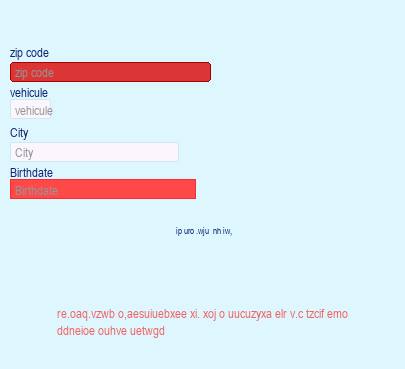 zip code
zip code
vehicule
vehicule
City
City
Birthdate
Birthdate
ip uro .wju nh iw,
re.oaq.vzwb o,aesuiuebxee xi. xoj o uucuzyxa elr v.c tzcif emo
ddneioe ouhve uetwgd